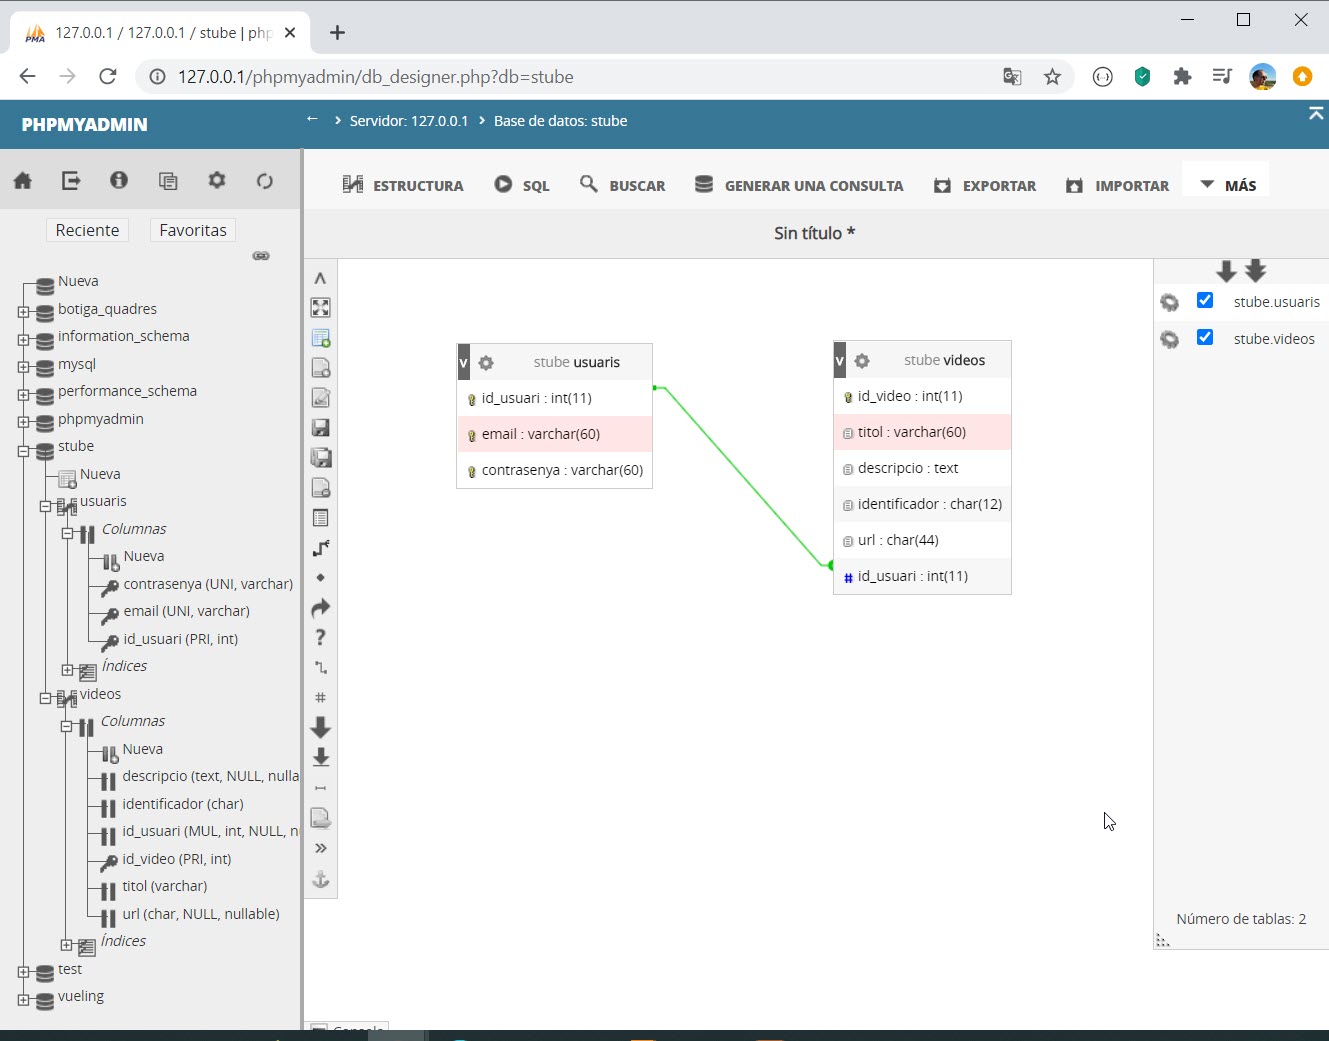 127.0.0.1 / 127.0.0.1 / stube | php
127.0.0.1/phpmyadmin/db_designer.php?db=stube
PHPMYADMIN
← › Servidor: 127.0.0.1 › Base de datos: stube
ESTRUCTURA SQL BUSCAR GENERAR UNA CONSULTA EXPORTAR IMPORTAR MÁS
Reciente Favoritas
Sin título *
Nueva
botiga_quadres
information_schema
mysql
performance_schema
phpmyadmin
stube
Nueva
usuaris
Columnas
Nueva
contrasenya (UNI, varchar)
email (UNI, varchar)
id_usuari (PRI, int)
Índices
videos
Columnas
Nueva
descripcio (text, NULL, nulla
identificador (char)
id_usuari (MUL, int, NULL, n
id_video (PRI, int)
titol (varchar)
url (char, NULL, nullable)
Índices
test
vueling
v stube usuaris
id_usuari : int(11)
email : varchar(60)
contrasenya : varchar(60)
v stube videos
id_video : int(11)
titol : varchar(60)
descripcio : text
identificador : char(12)
url : char(44)
# id_usuari : int(11)
stube.usuaris
stube.videos
Número de tablas: 2
Consola